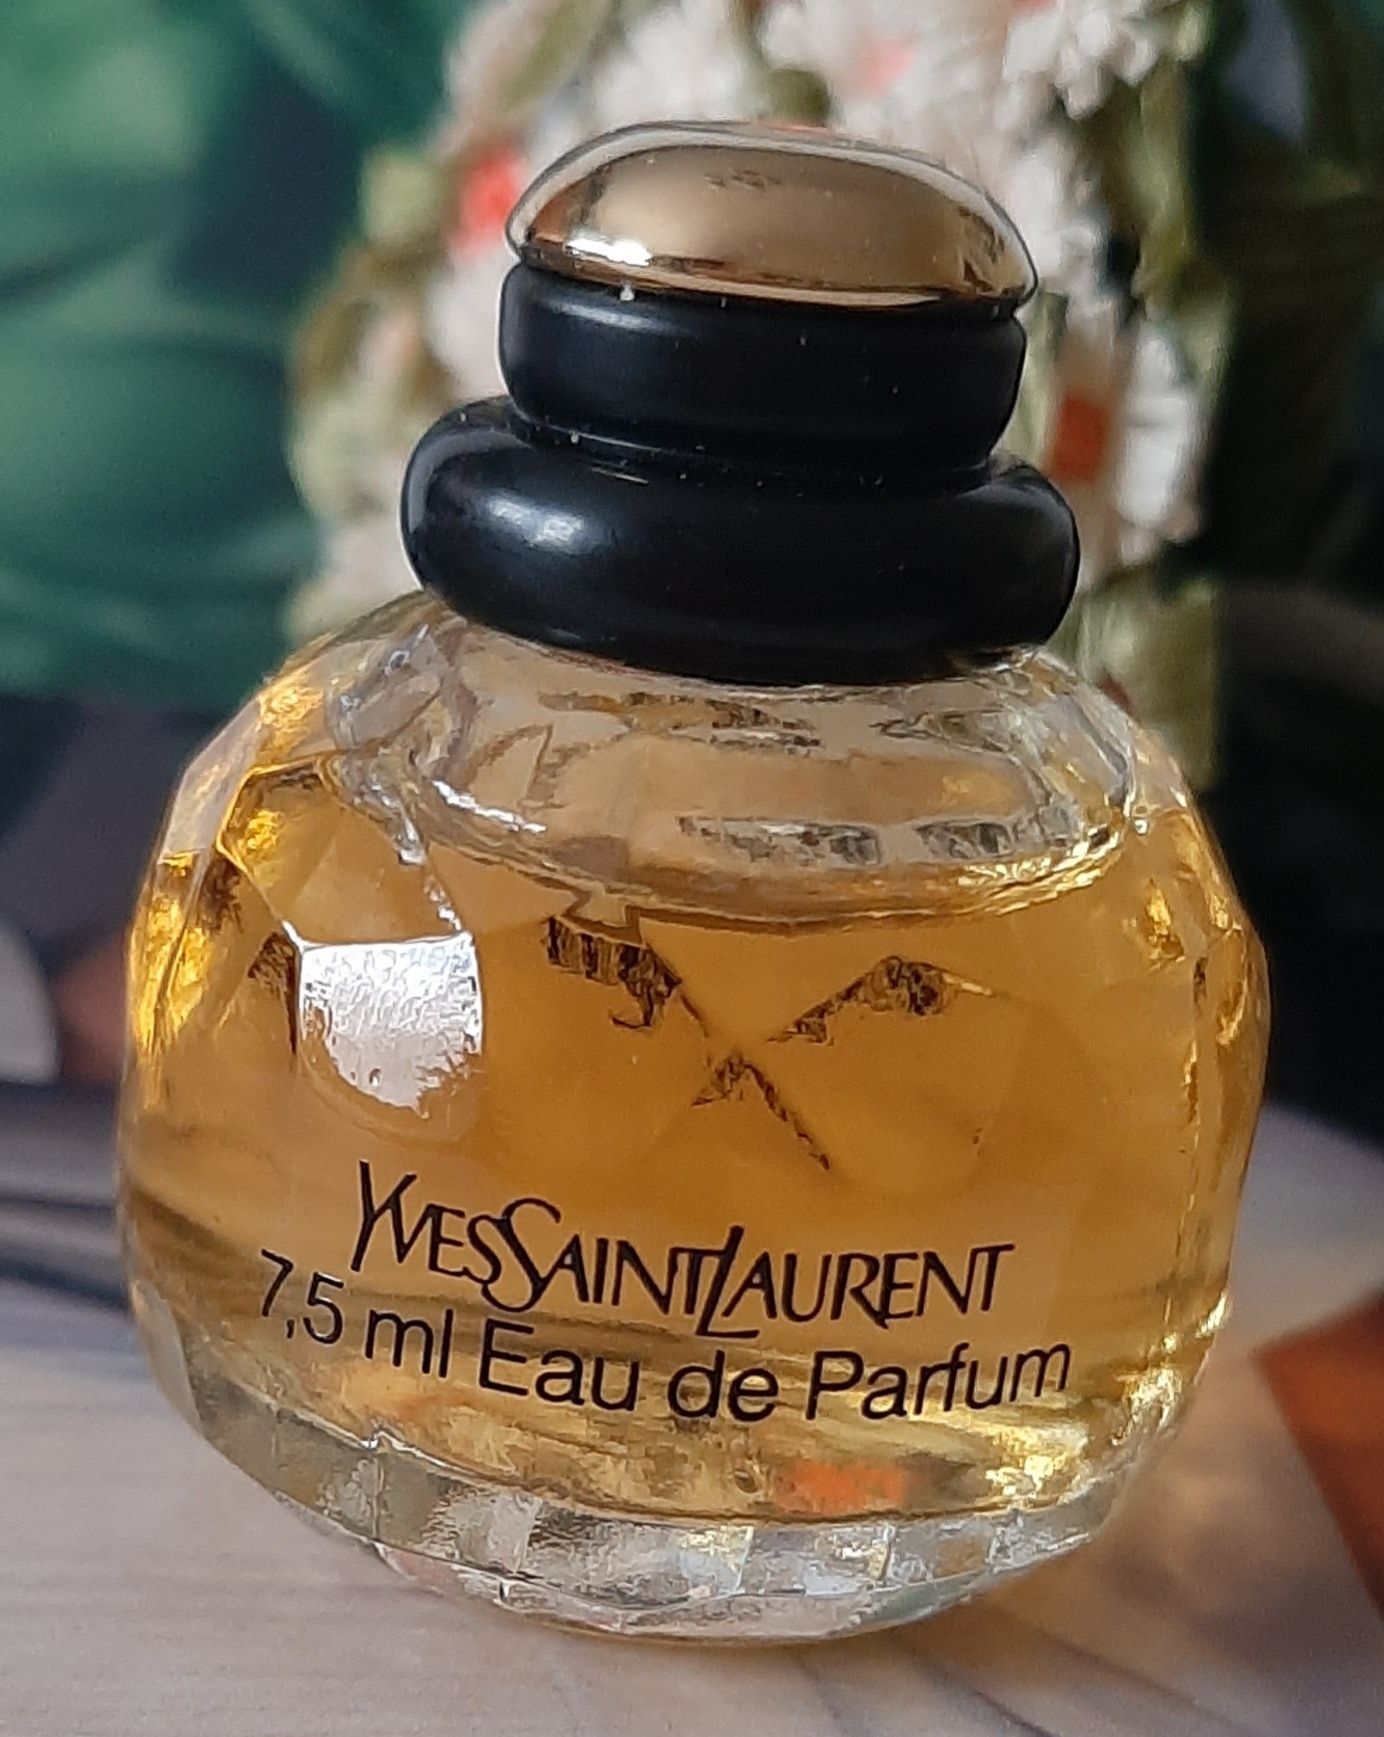 YVESSAINTLAURENT
7,5 ml Eau de Parfum